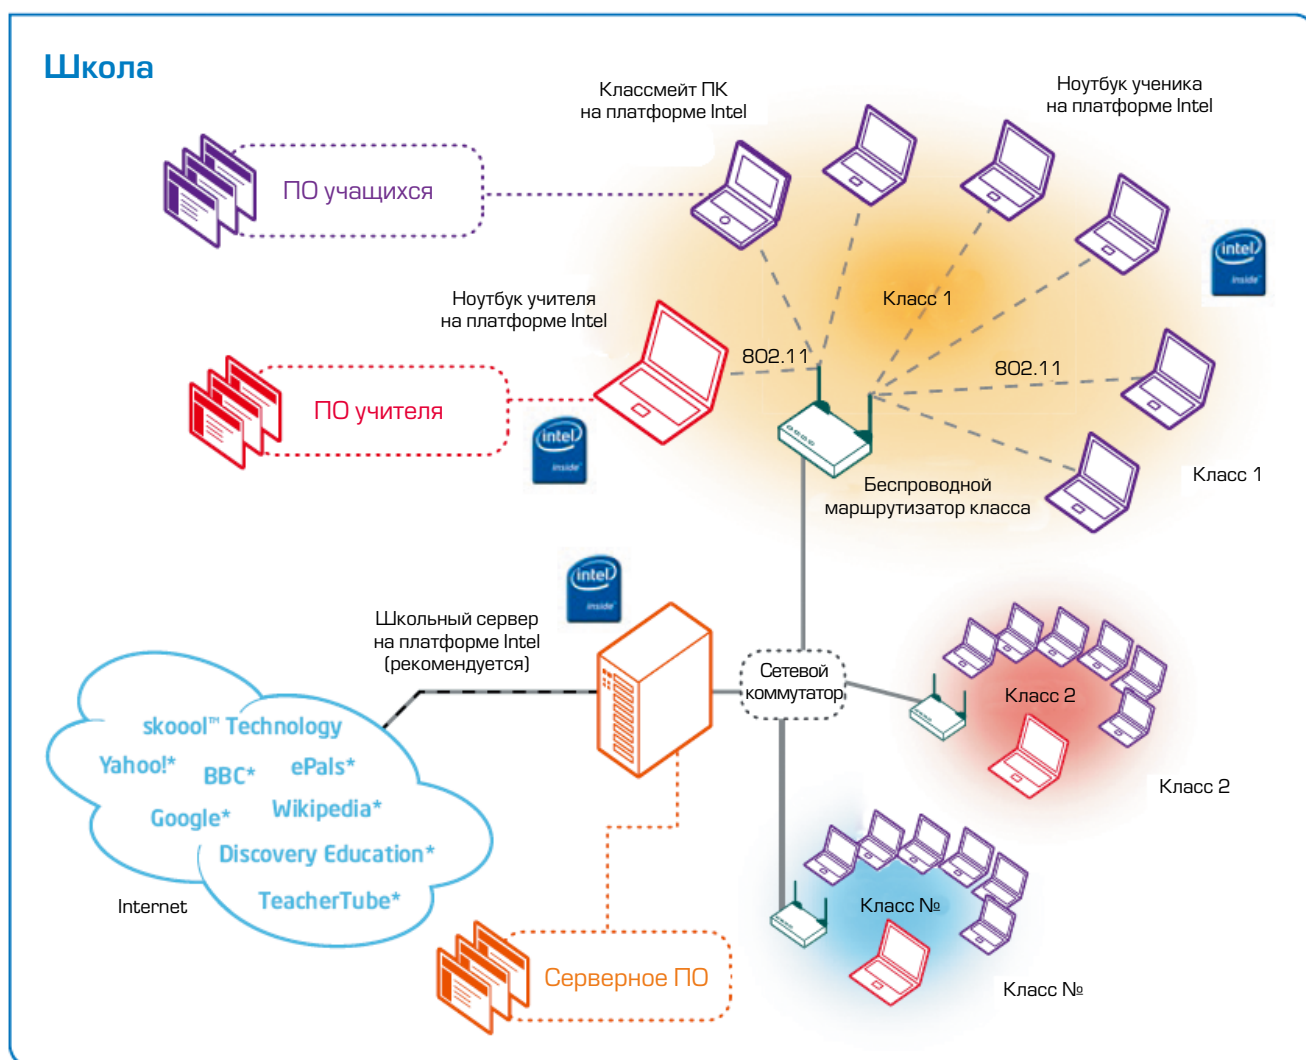 Школа
Классмейт ПК
на платформе Intel
Ноутбук ученика
на платформе Intel
ПО учащихся
intel
inside™
Класс 1
Ноутбук учителя
на платформе Intel
802.11
802.11
ПО учителя
intel
inside™
Класс 1
Беспроводной
маршрутизатор класса
intel
inside™
Школьный сервер
на платформе Intel
(рекомендуется)
Сетевой
коммутатор
Класс 2
Класс 2
skoool™ Technology
Yahoo!*
BBC*
ePals*
Google*
Wikipedia*
Discovery Education*
TeacherTube*
Internet
Класс №
Класс №
Серверное ПО